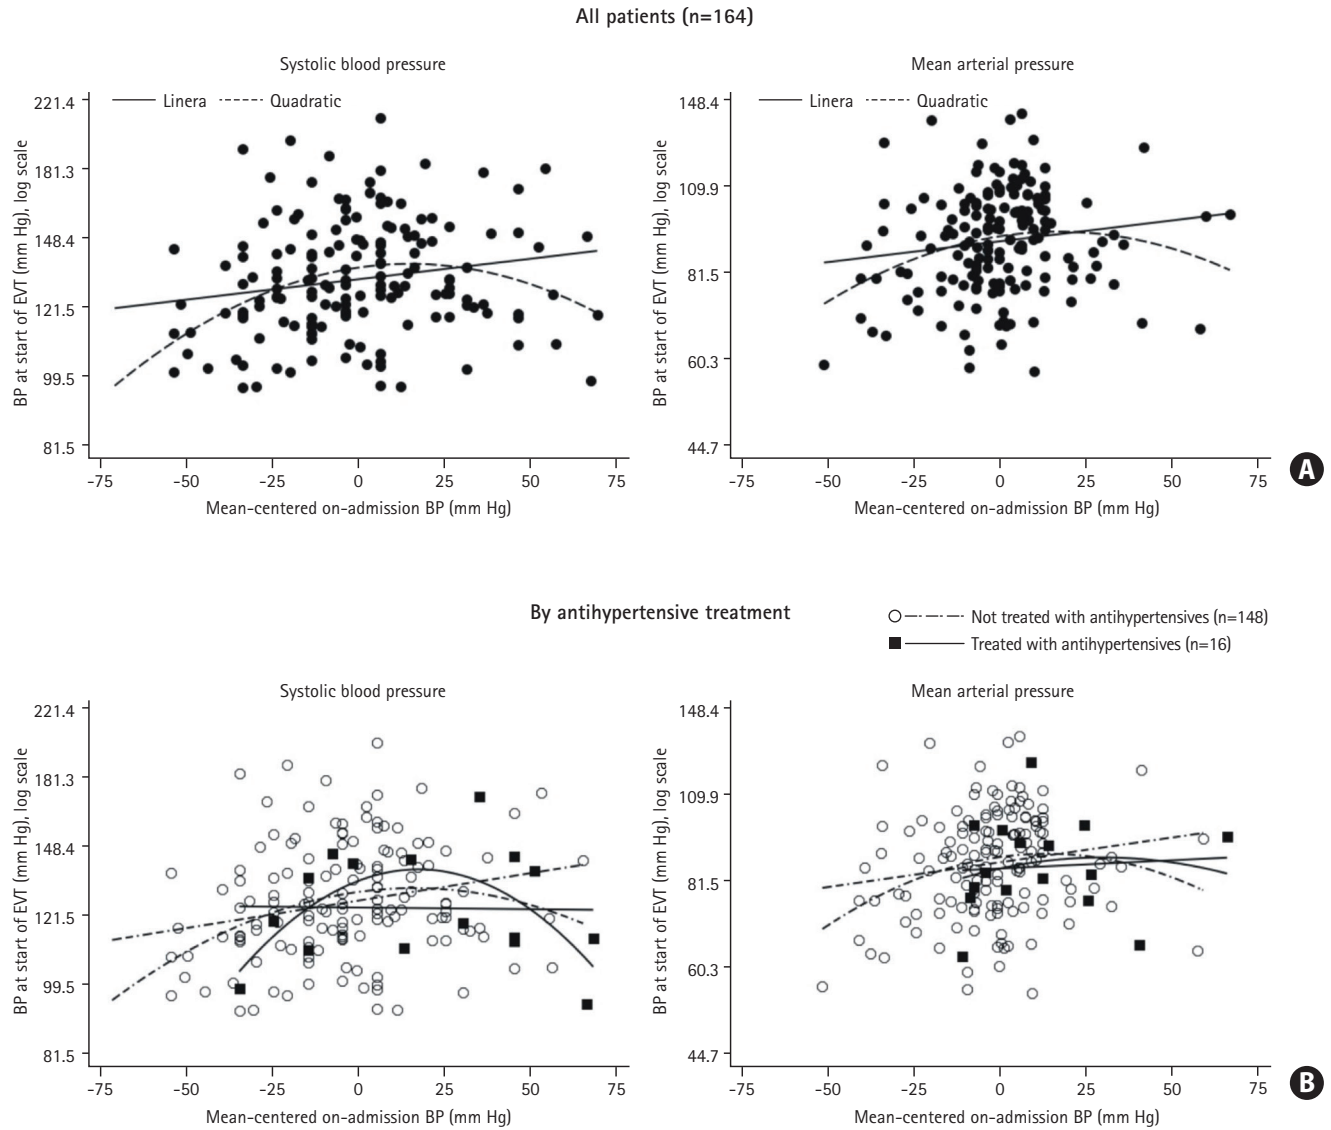 All patients (n=164)
Systolic blood pressure
Mean arterial pressure
Linera
Quadratic
Linera
Quadratic
BP at start of EVT (mm Hg), log scale
221.4
181.3
148.4
121.5
99.5
81.5
-75 -50 -25 0 25 50 75
Mean-centered on-admission BP (mm Hg)
BP at start of EVT (mm Hg), log scale
148.4
109.9
81.5
60.3
44.7
-75 -50 -25 0 25 50 75
Mean-centered on-admission BP (mm Hg)
A
By antihypertensive treatment
Not treated with antihypertensives (n=148)
Treated with antihypertensives (n=16)
Systolic blood pressure
Mean arterial pressure
BP at start of EVT (mm Hg), log scale
221.4
181.3
148.4
121.5
99.5
81.5
-75 -50 -25 0 25 50 75
Mean-centered on-admission BP (mm Hg)
BP at start of EVT (mm Hg), log scale
148.4
109.9
81.5
60.3
44.7
-75 -50 -25 0 25 50 75
Mean-centered on-admission BP (mm Hg)
B